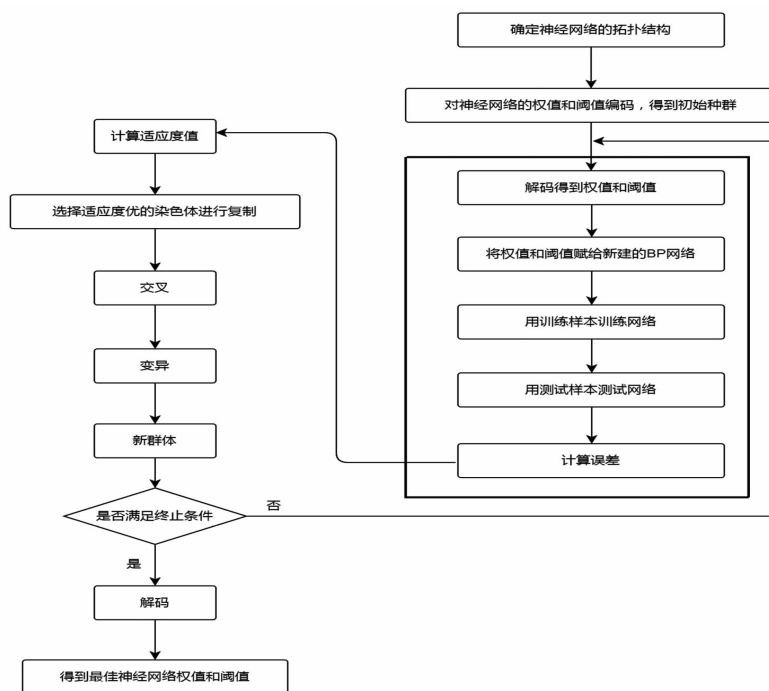 确定神经网络的拓扑结构
对神经网络的权值和阈值编码，得到初始种群
解码得到权值和阈值
将权值和阈值赋给新建的BP网络
用训练样本训练网络
用测试样本测试网络
计算误差
计算适应度值
选择适应度优的染色体进行复制
交叉
变异
新群体
是否满足终止条件
否
是
解码
得到最佳神经网络权值和阈值